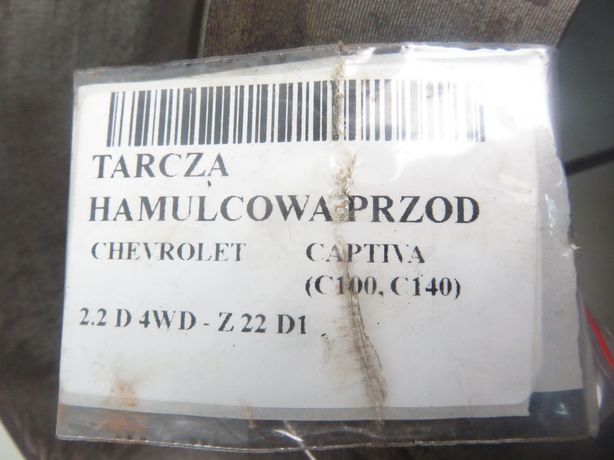 TARCZA
HAMULCOWA PRZOD
CHEVROLET CAPTIVA
(C100, C140)
2.2 D 4WD - Z 22 D1